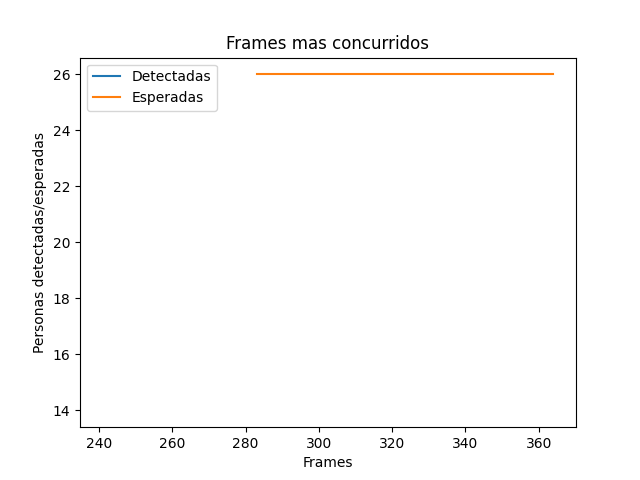 Frames mas concurridos
Detectadas
Esperadas
Personas detectadas/esperadas
26
24
22
20
18
16
14
240 260 280 300 320 340 360
Frames